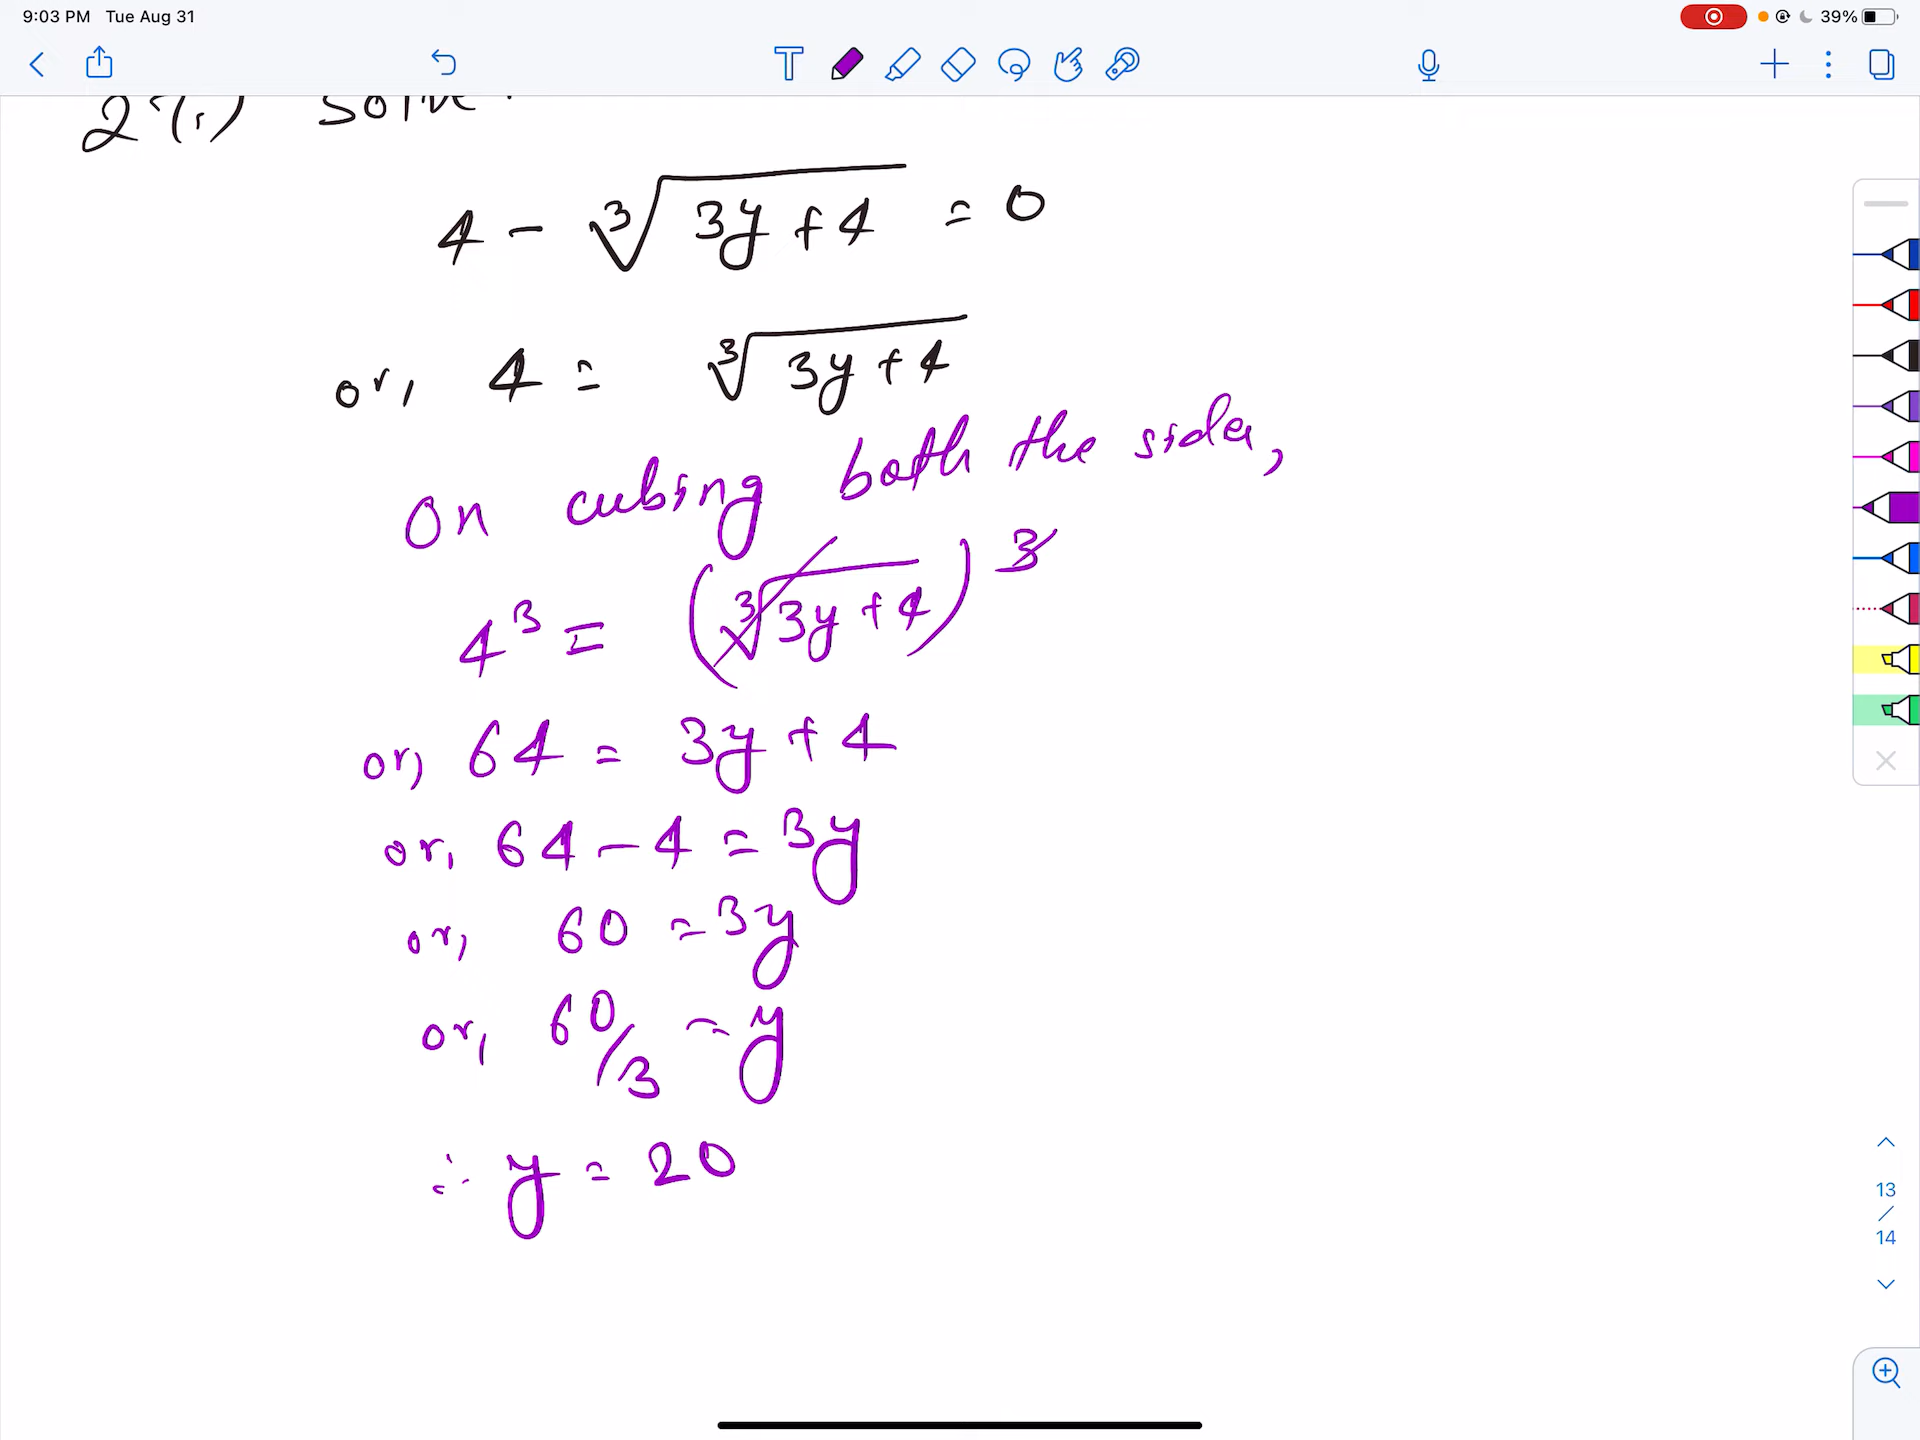 9:03 PM Tue Aug 31
39%
T
Solve:
4 - ∛(3y + 4) = 0
or, 4 = ∛(3y + 4)
On cubing both the sides,
4³ = (∛(3y + 4))³
or, 64 = 3y + 4
or, 64 - 4 = 3y
or, 60 = 3y
or, 60/3 = y
∴ y = 20
13
/
14